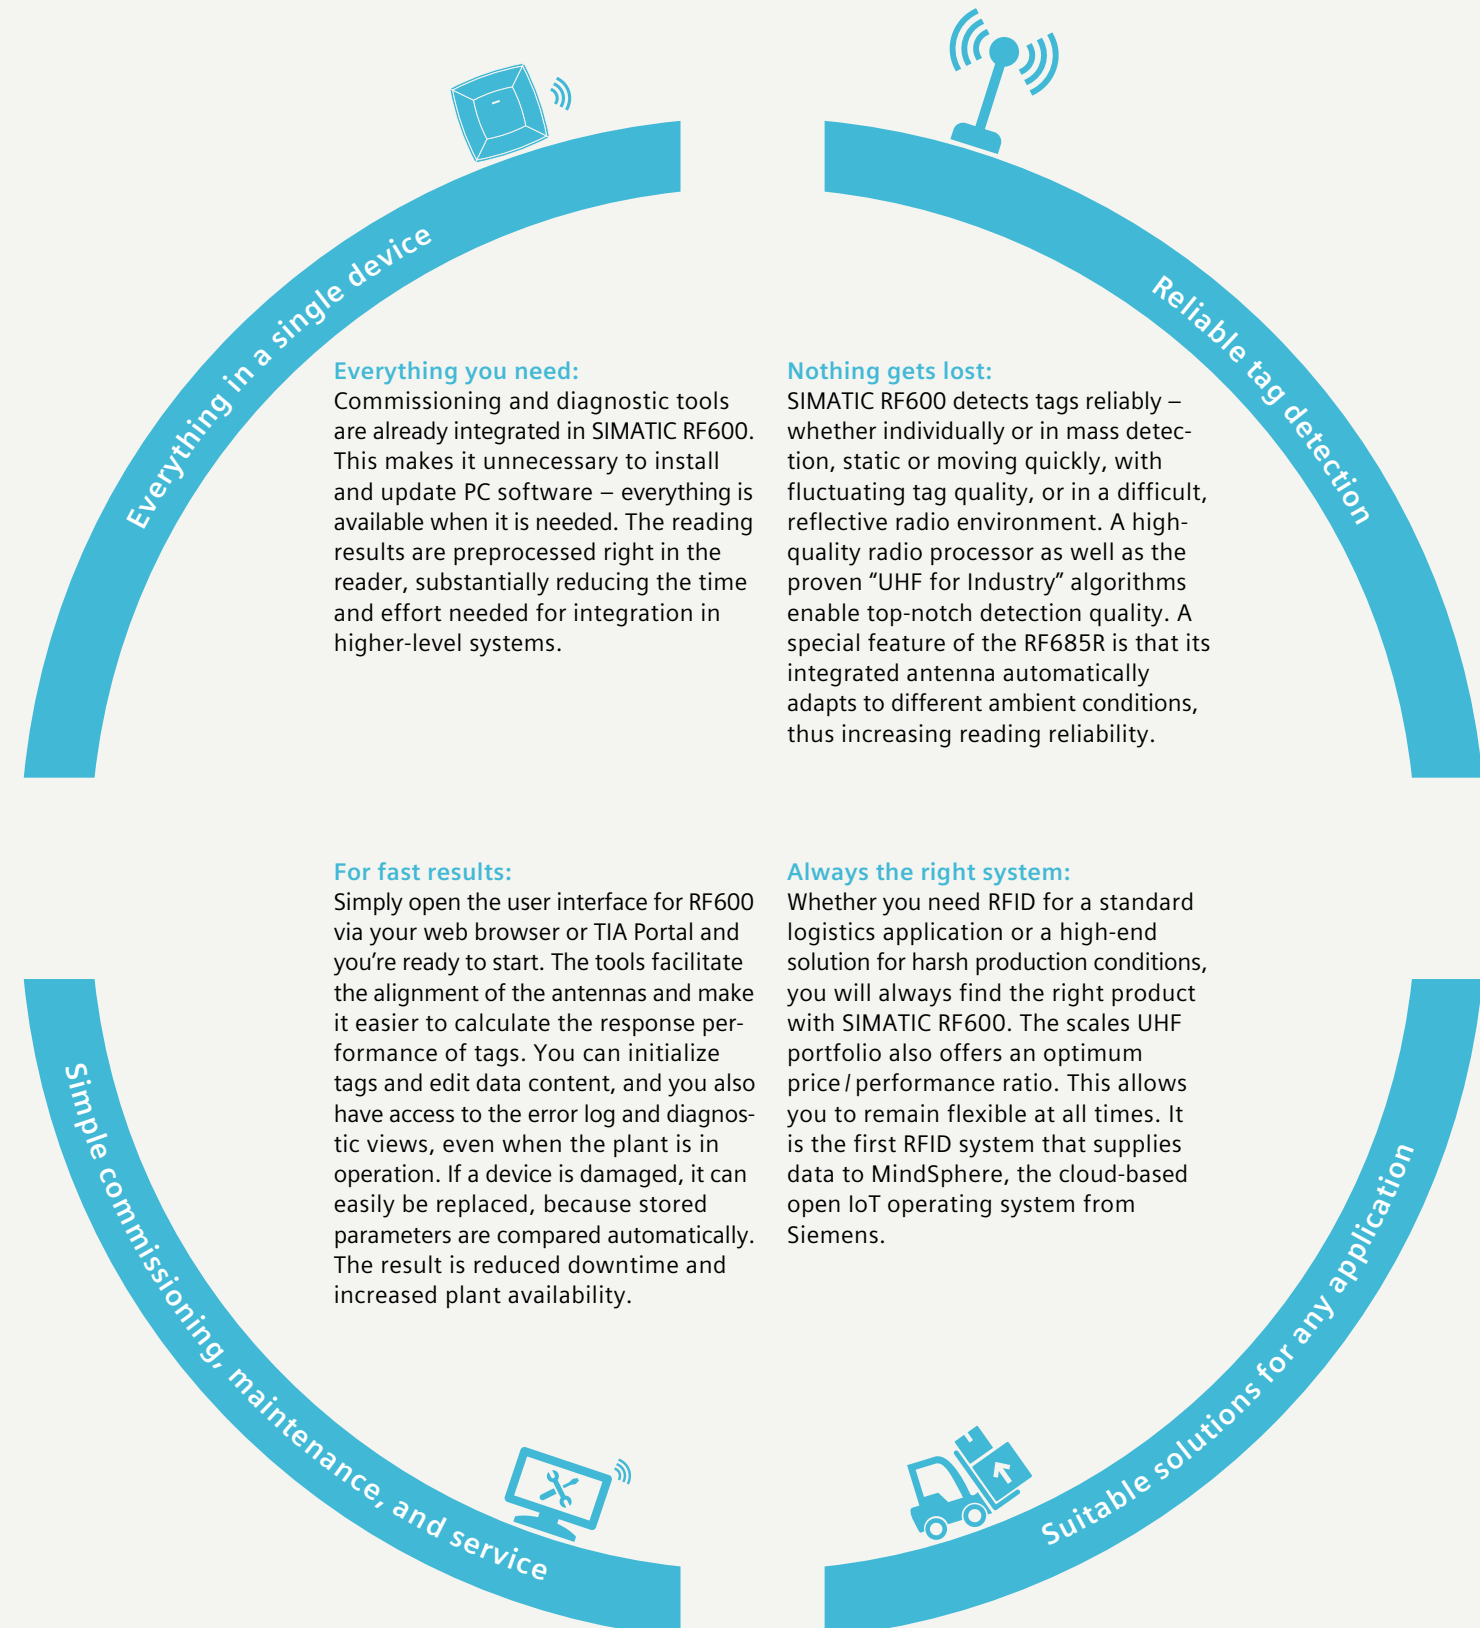 Everything in a single device
Everything you need:
Commissioning and diagnostic tools
are already integrated in SIMATIC RF600.
This makes it unnecessary to install
and update PC software – everything is
available when it is needed. The reading
results are preprocessed right in the
reader, substantially reducing the time
and effort needed for integration in
higher-level systems.
Reliable tag detection
Nothing gets lost:
SIMATIC RF600 detects tags reliably –
whether individually or in mass detec-
tion, static or moving quickly, with
fluctuating tag quality, or in a difficult,
reflective radio environment. A high-
quality radio processor as well as the
proven “UHF for Industry” algorithms
enable top-notch detection quality. A
special feature of the RF685R is that its
integrated antenna automatically
adapts to different ambient conditions,
thus increasing reading reliability.
Simple commissioning, maintenance, and service
For fast results:
Simply open the user interface for RF600
via your web browser or TIA Portal and
you’re ready to start. The tools facilitate
the alignment of the antennas and make
it easier to calculate the response per-
formance of tags. You can initialize
tags and edit data content, and you also
have access to the error log and diagnos-
tic views, even when the plant is in
operation. If a device is damaged, it can
easily be replaced, because stored
parameters are compared automatically.
The result is reduced downtime and
increased plant availability.
Suitable solutions for any application
Always the right system:
Whether you need RFID for a standard
logistics application or a high-end
solution for harsh production conditions,
you will always find the right product
with SIMATIC RF600. The scales UHF
portfolio also offers an optimum
price / performance ratio. This allows
you to remain flexible at all times. It
is the first RFID system that supplies
data to MindSphere, the cloud-based
open IoT operating system from
Siemens.